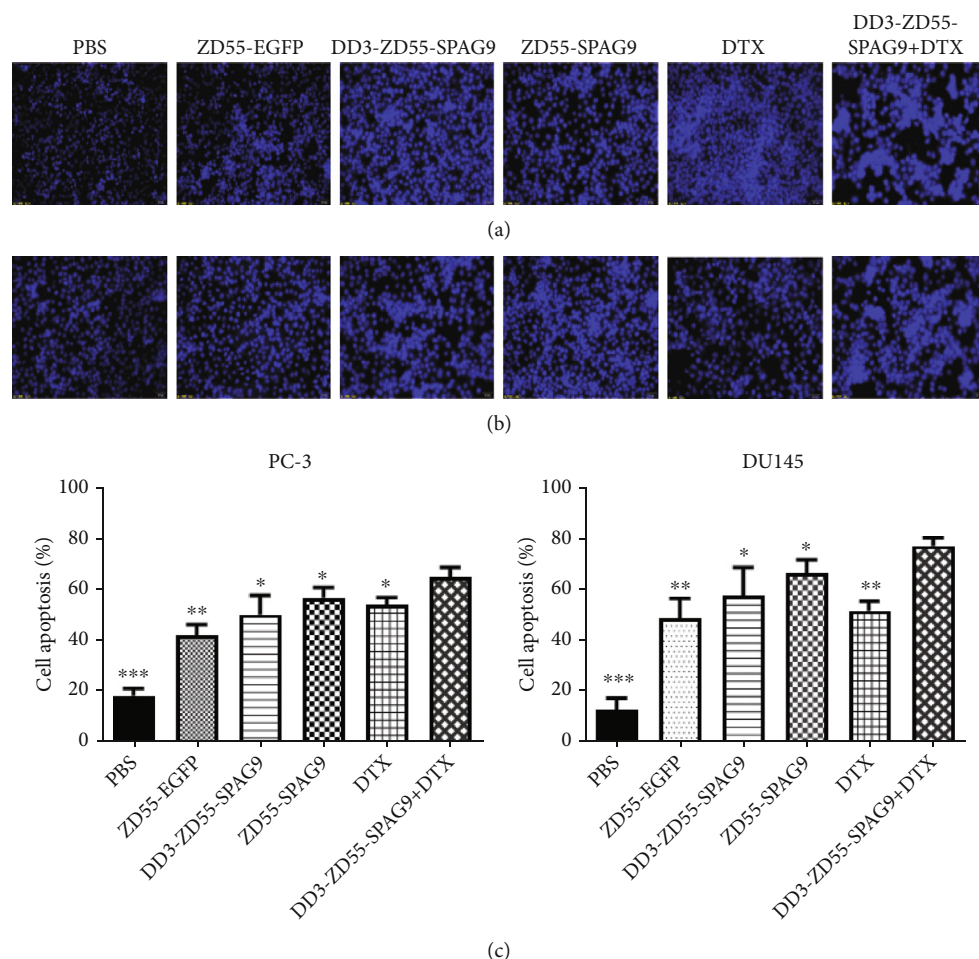 PBS
ZD55-EGFP
DD3-ZD55-SPAG9
ZD55-SPAG9
DTX
DD3-ZD55-
SPAG9+DTX
(a)
(b)
PC-3
Cell apoptosis (%)
100
80
60
40
20
0
***
**
*
*
*
PBS
ZD55-EGFP
DD3-ZD55-SPAG9
ZD55-SPAG9
DTX
DD3-ZD55-SPAG9+DTX
DU145
Cell apoptosis (%)
100
80
60
40
20
0
***
**
*
*
**
PBS
ZD55-EGFP
DD3-ZD55-SPAG9
ZD55-SPAG9
DTX
DD3-ZD55-SPAG9+DTX
(c)